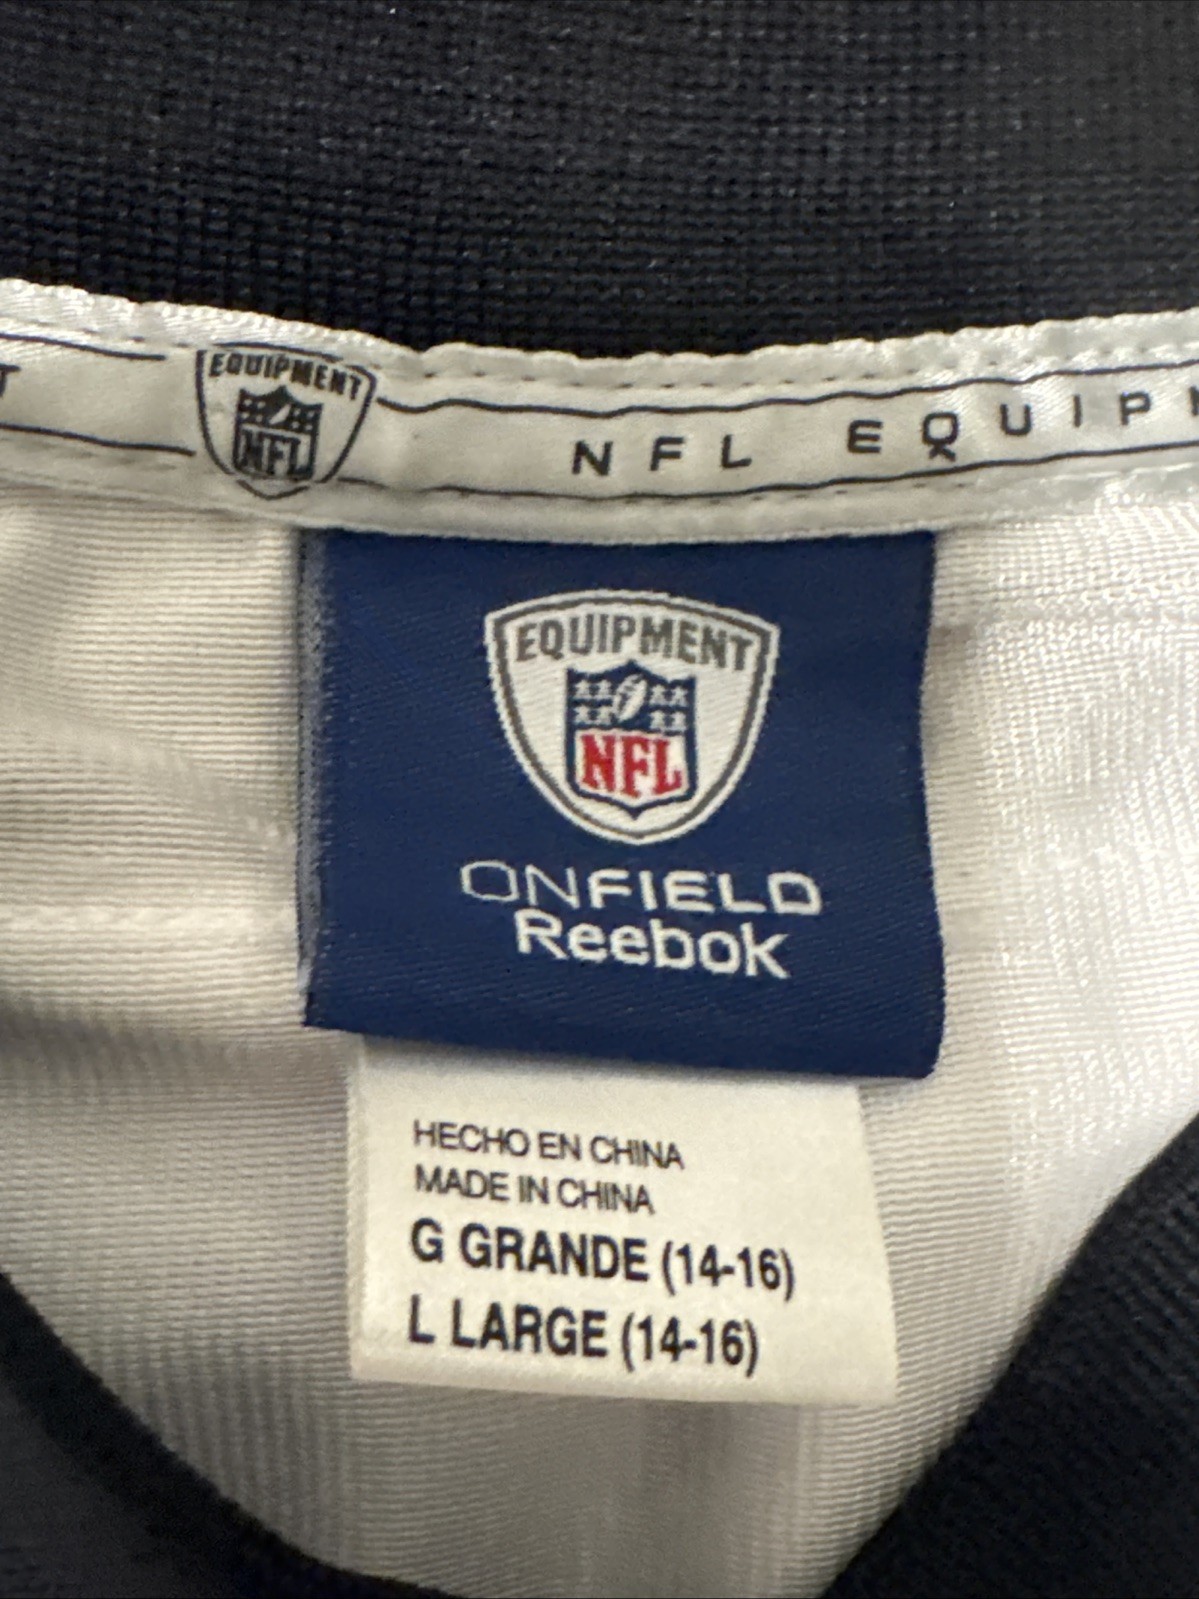 T
EQUIPMENT
NFL
NFL EQUIP
EQUIPMENT
NFL
ONFIELD
Reebok
HECHO EN CHINA
MADE IN CHINA
G GRANDE (14-16)
L LARGE (14-16)